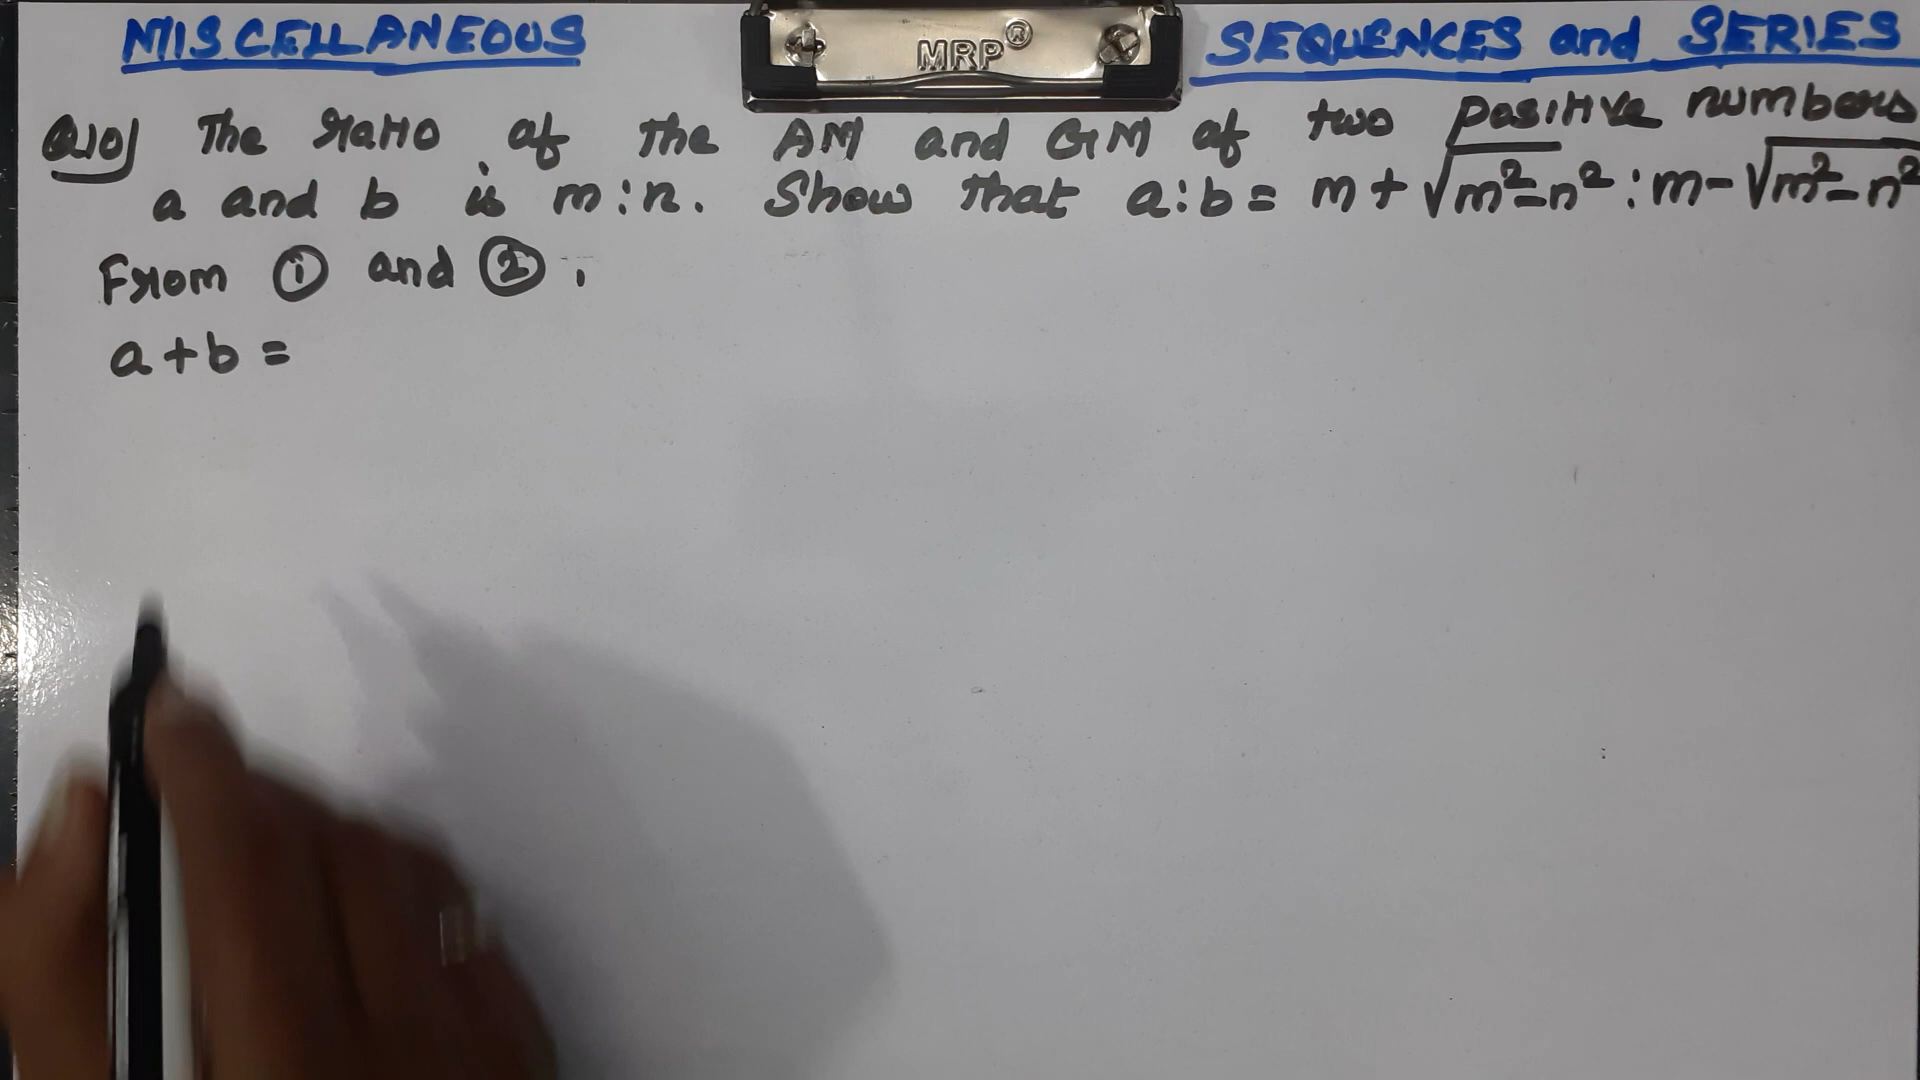 MISCELLANEOUS
MRP®
SEQUENCES and SERIES
Q10) The ratio of the AM and GM of two positive numbers
a and b is m:n. Show that a:b = m+√m²-n² : m-√m²-n²
From ① and ②,
a+b=